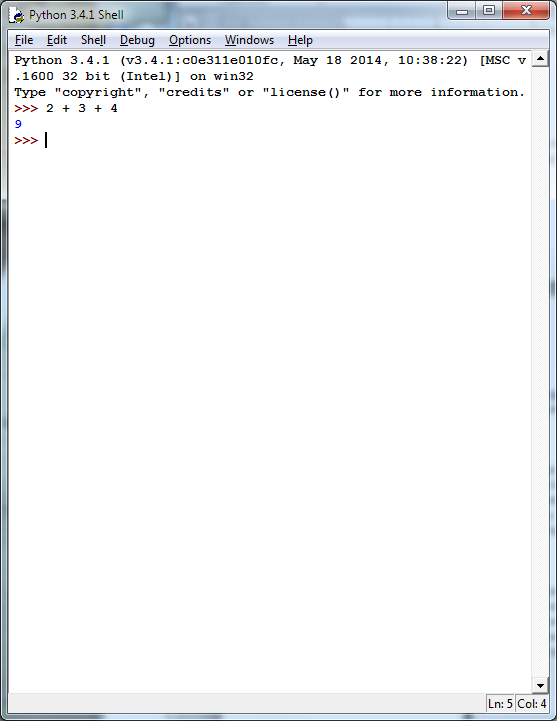 Python 3.4.1 Shell
File Edit Shell Debug Options Windows Help
Python 3.4.1 (v3.4.1:c0e311e010fc, May 18 2014, 10:38:22) [MSC v
.1600 32 bit (Intel)] on win32
Type "copyright", "credits" or "license()" for more information.
>>> 2 + 3 + 4
9
>>>
Ln: 5 Col: 4